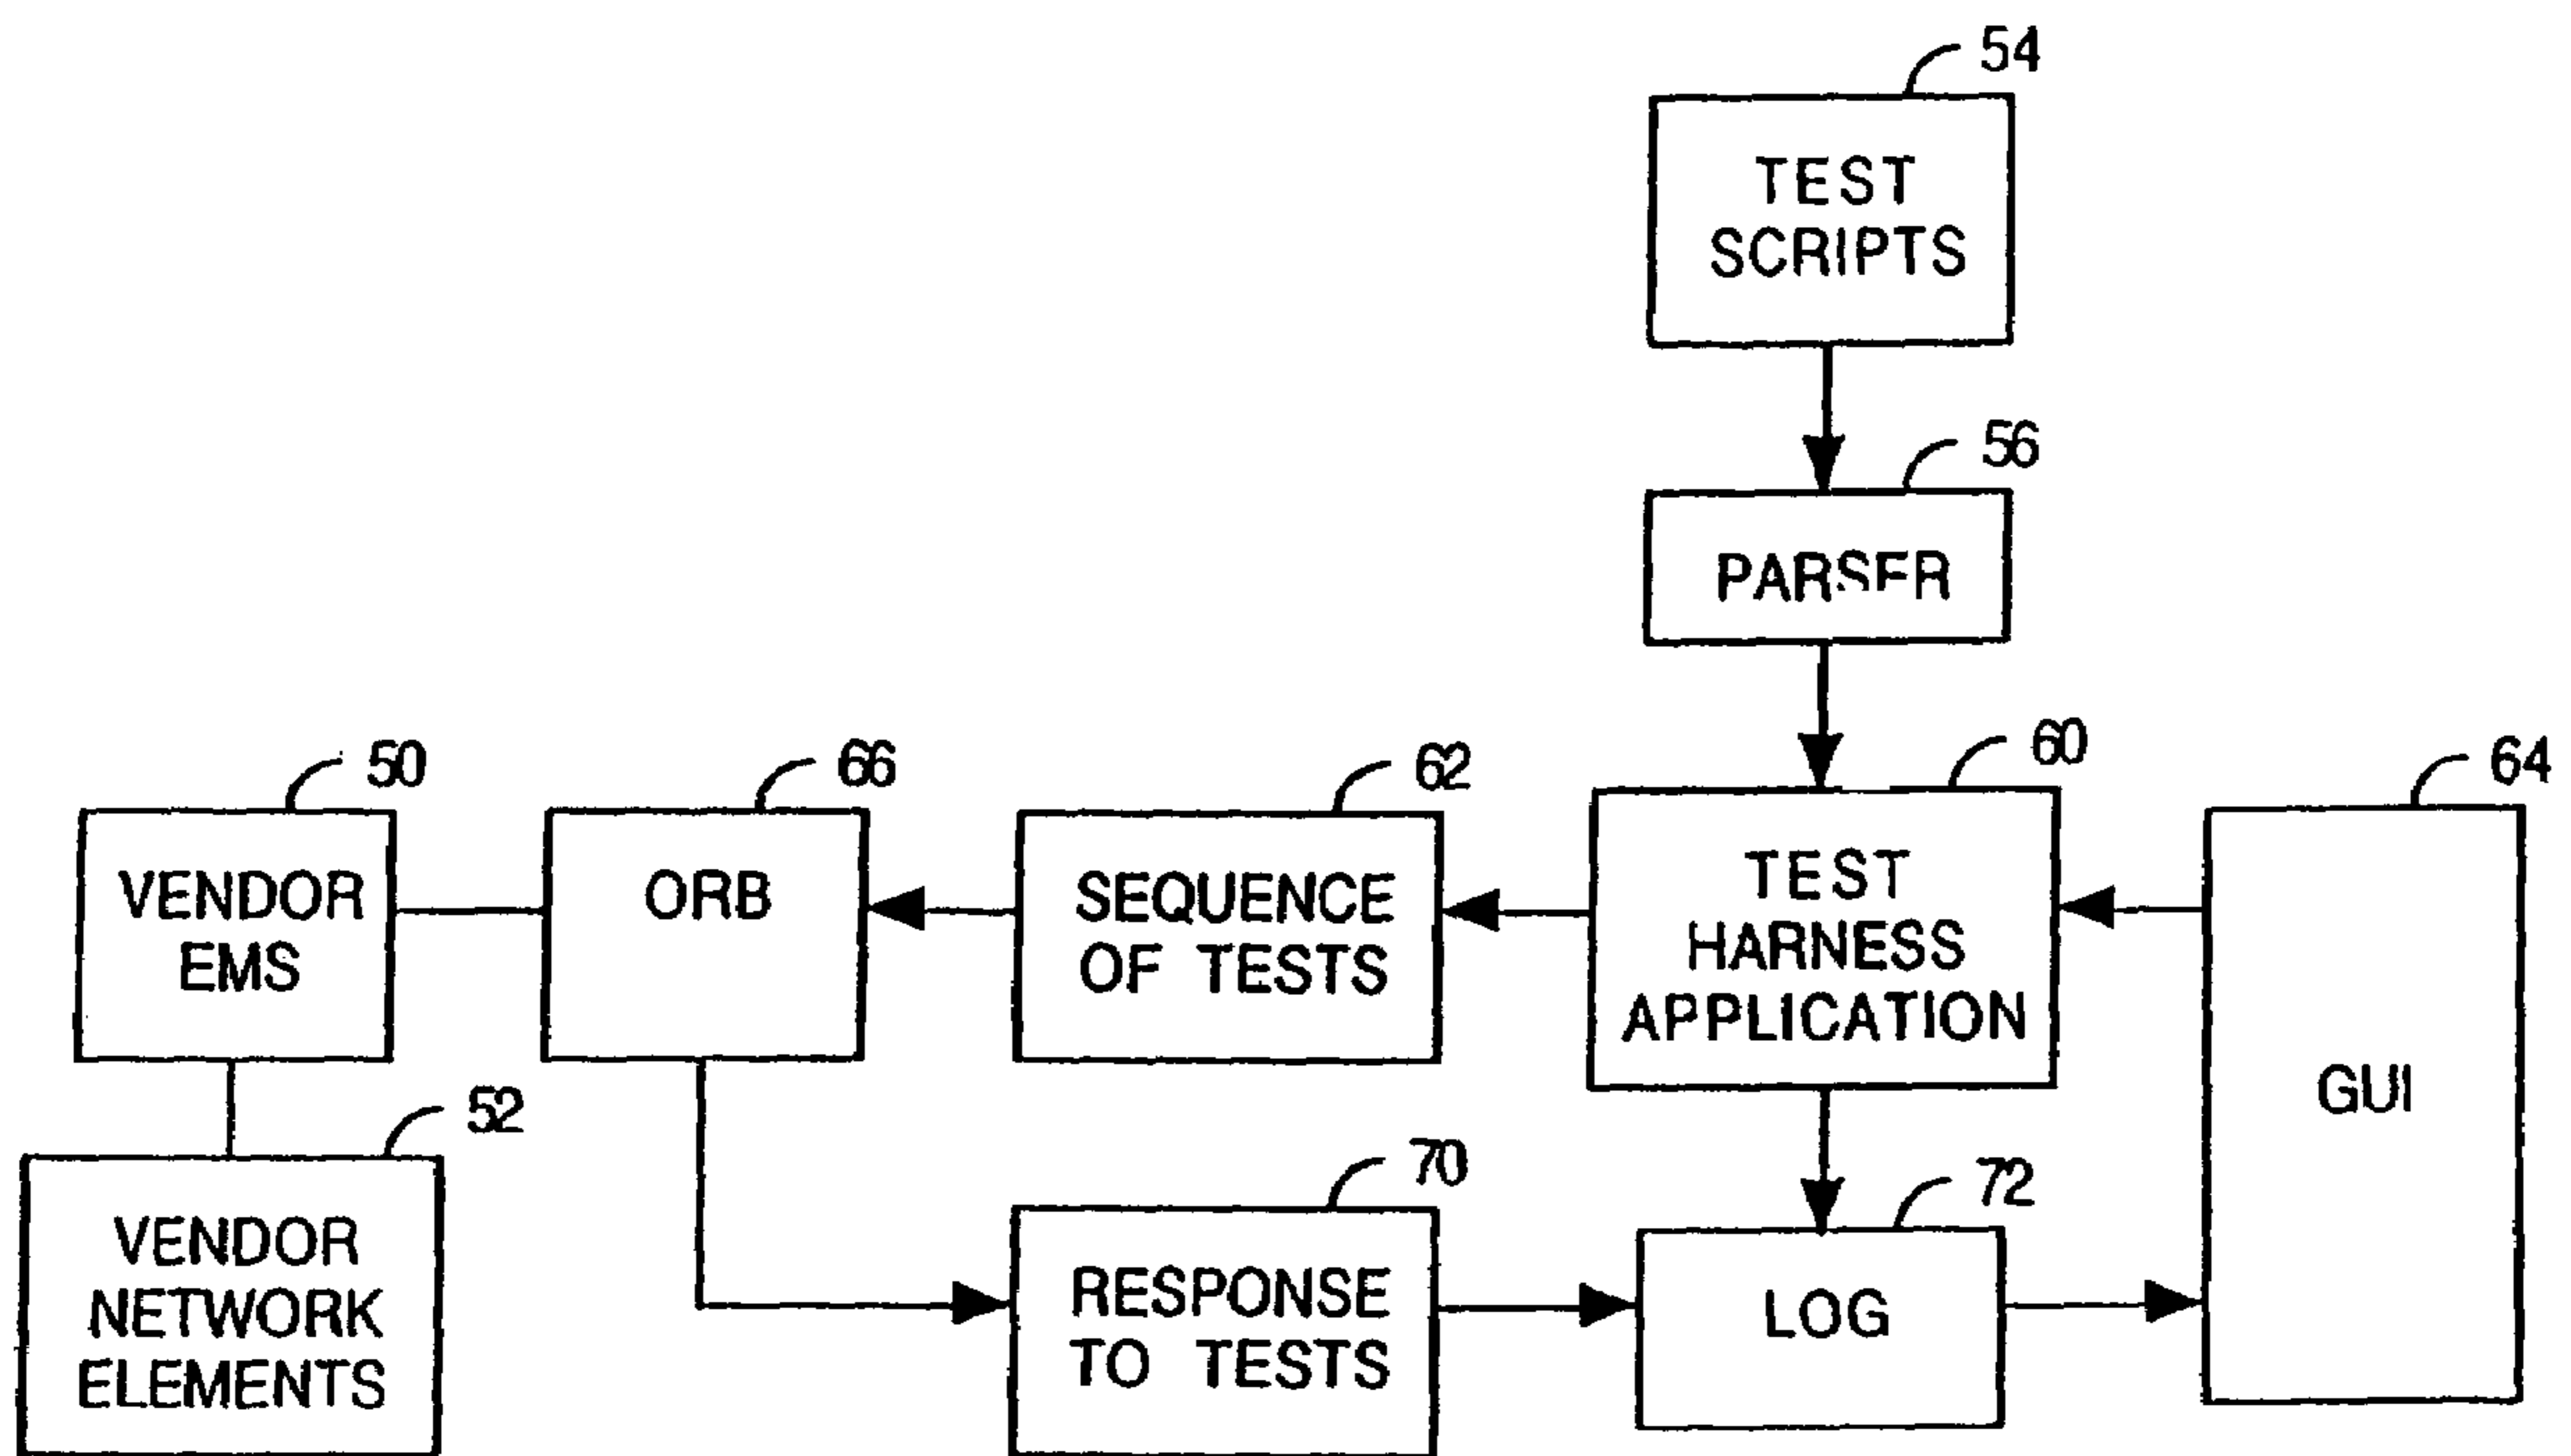 54
TEST
SCRIPTS
56
PARSER
60
TEST
HARNESS
APPLICATION
64
GUI
62
SEQUENCE
OF TESTS
66
ORB
50
VENDOR
EMS
52
VENDOR
NETWORK
ELEMENTS
70
RESPONSE
TO TESTS
72
LOG